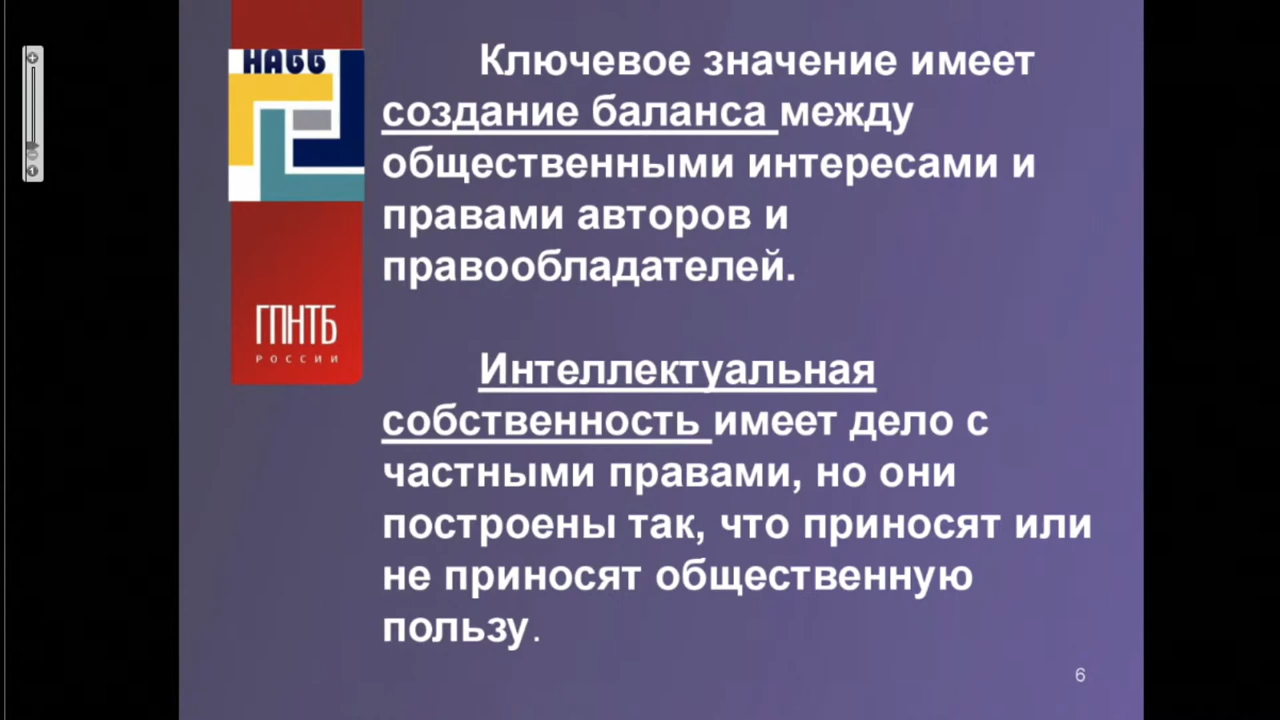 НАББ
ГПНТБ
РОССИИ
Ключевое значение имеет
создание баланса между
общественными интересами и
правами авторов и
правообладателей.
Интеллектуальная
собственность имеет дело с
частными правами, но они
построены так, что приносят или
не приносят общественную
пользу.
6